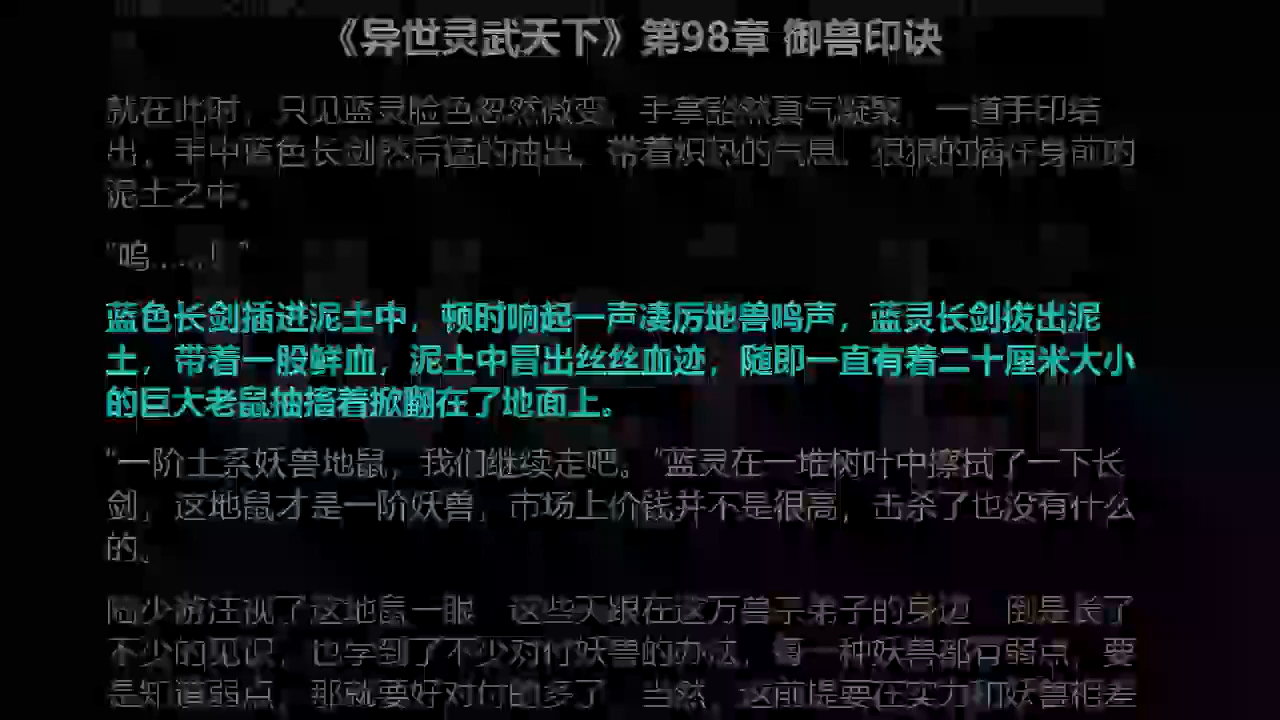 《异世灵武天下》第98章 御兽印诀
就在此时，只见蓝灵脸色忽然微变，手掌豁然真气凝聚，一道手印结
出，手中蓝色长剑然后猛的抽出，带着炽热的气息，狠狠的插在身前的
泥土之中。
“呜……！”
蓝色长剑插进泥土中，顿时响起一声凄厉地兽鸣声，蓝灵长剑拔出泥
土，带着一股鲜血，泥土中冒出丝丝血迹，随即一直有着二十厘米大小
的巨大老鼠抽搐着掀翻在了地面上。
“一阶土系妖兽地鼠，我们继续走吧。”蓝灵在一堆树叶中擦拭了一下长
剑，这地鼠才是一阶妖兽，市场上价钱并不是很高，击杀了也没有什么
的。
陆少游注视了这地鼠一眼，这些天跟在这万兽宗弟子的身边，倒是长了
不少的见识，也学到了不少对付妖兽的办法，每一种妖兽都有弱点，要
是知道弱点，那就要好对付的多了，当然，这前提要在实力和妖兽相差